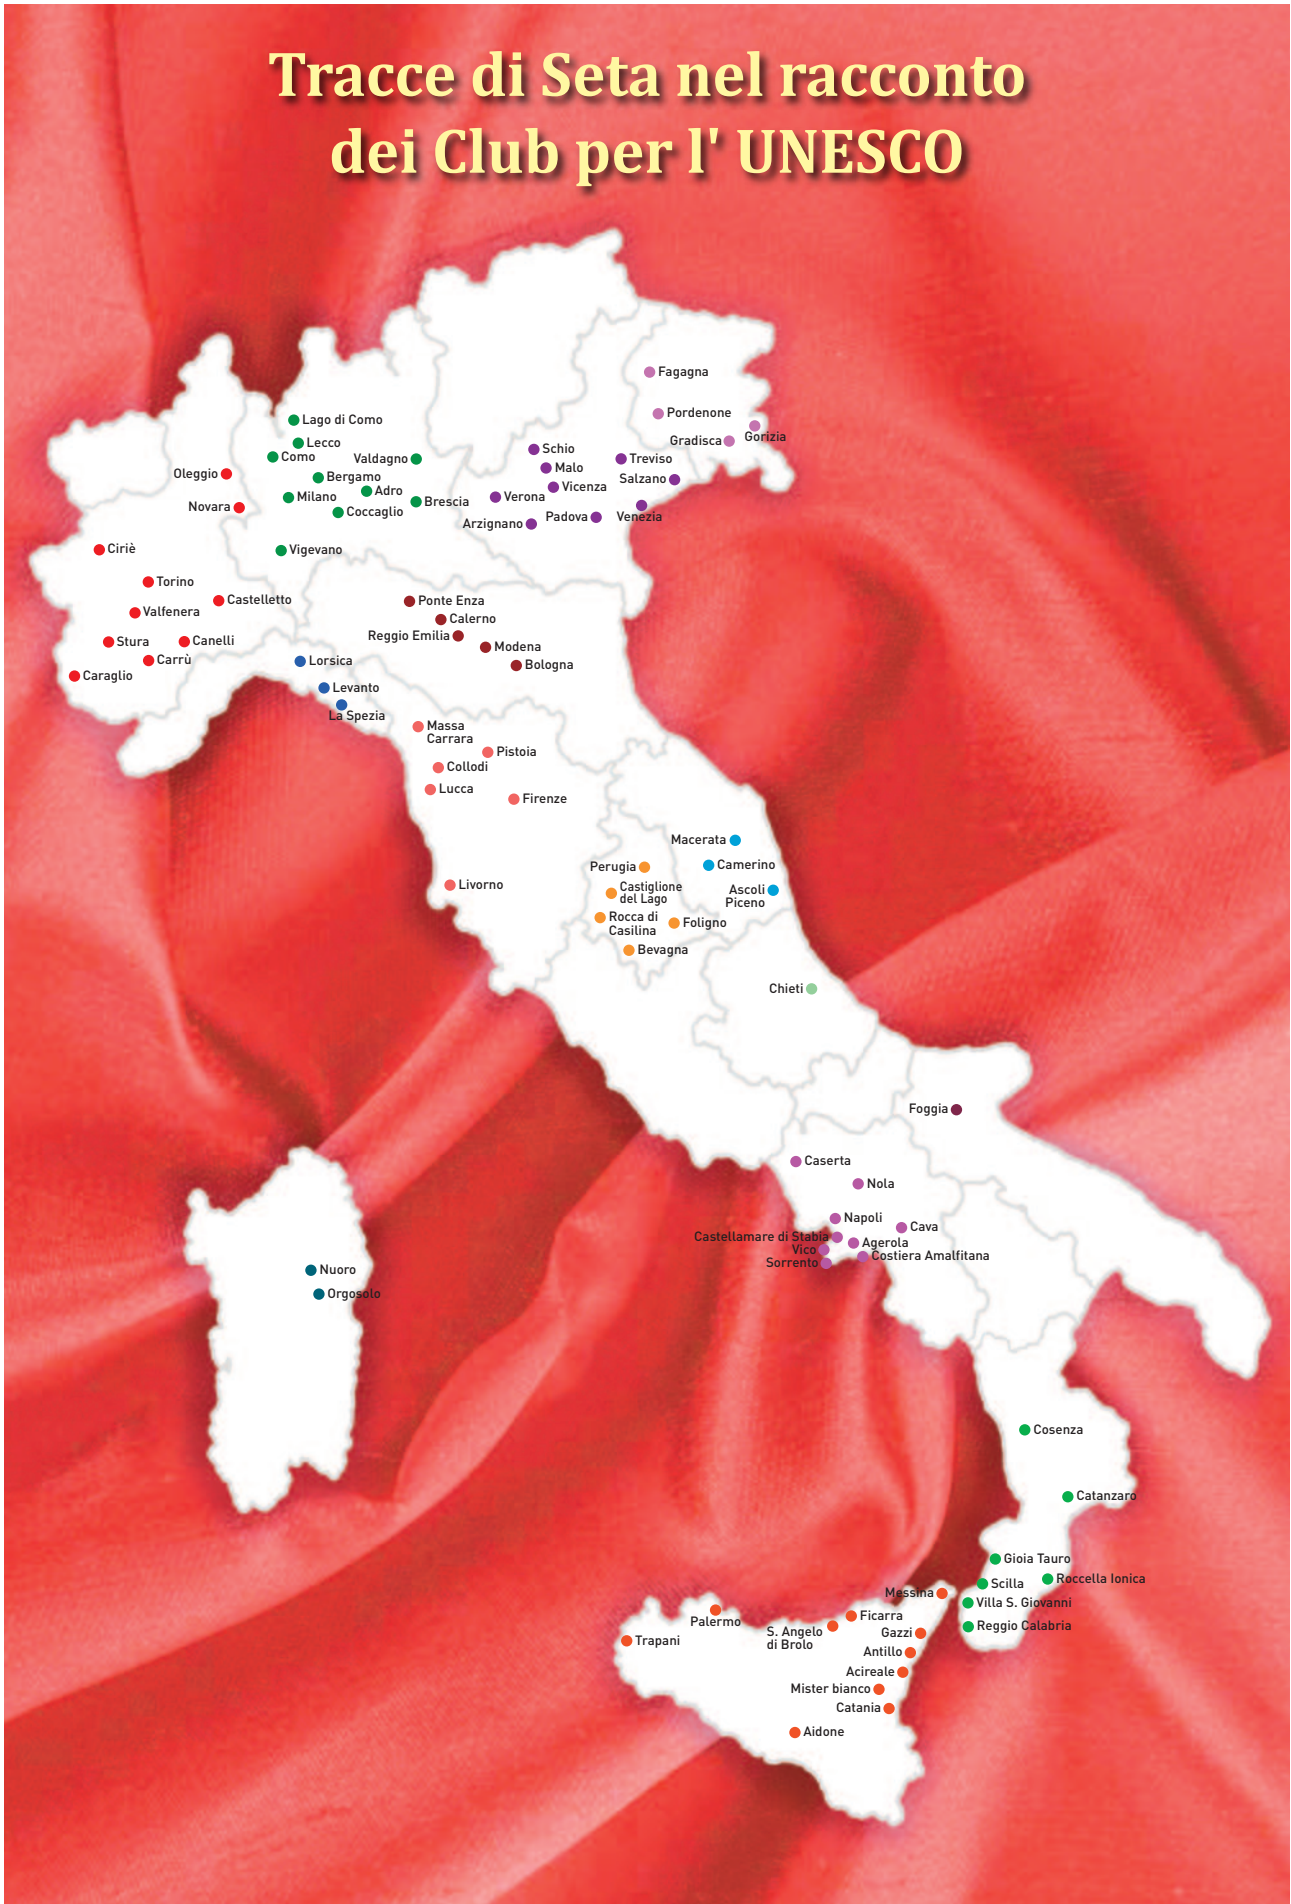 Tracce di Seta nel racconto
dei Club per l' UNESCO
Fagagna
Pordenone
Gorizia
Gradisca
Lago di Como
Lecco
Como
Valdagno
Bergamo
Adro
Milano
Brescia
Coccaglio
Vigevano
Schio
Malo
Vicenza
Verona
Arzignano
Padova
Treviso
Salzano
Venezia
Oleggio
Novara
Ciriè
Torino
Castelletto
Valfenera
Stura
Canelli
Carrù
Caraglio
Ponte Enza
Calerno
Reggio Emilia
Modena
Bologna
Lorsica
Levanto
La Spezia
Massa
Carrara
Pistoia
Collodi
Lucca
Firenze
Livorno
Macerata
Camerino
Ascoli
Piceno
Perugia
Castiglione
del Lago
Rocca di
Casilina
Foligno
Bevagna
Chieti
Foggia
Caserta
Nola
Napoli
Cava
Castellamare di Stabia
Agerola
Vico
Costiera Amalfitana
Sorrento
Nuoro
Orgosolo
Cosenza
Catanzaro
Gioia Tauro
Roccella Ionica
Scilla
Villa S. Giovanni
Reggio Calabria
Messina
Palermo
Ficarra
S. Angelo
di Brolo
Gazzi
Trapani
Antillo
Acireale
Mister bianco
Catania
Aidone